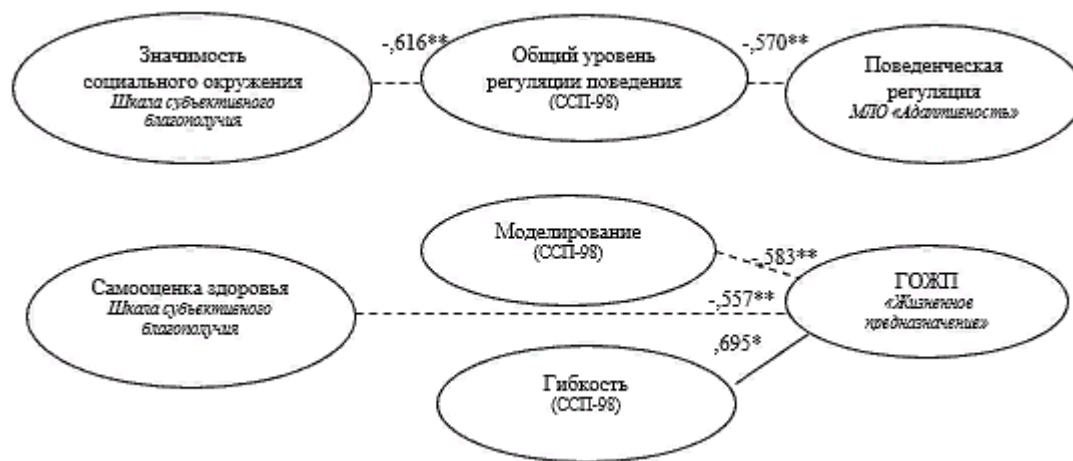 Значимость
социального окружения
Шкала субъективного
благополучия
-,616**
Общий уровень
регуляции поведения
(ССП-98)
-,570**
Поведенческая
регуляция
МЛО «Адаптивность»
Моделирование
(ССП-98)
-,583**
Самооценка здоровья
Шкала субъективного
благополучия
-,557**
ГОЖП
«Жизненное
предназначение»
,695*
Гибкость
(ССП-98)